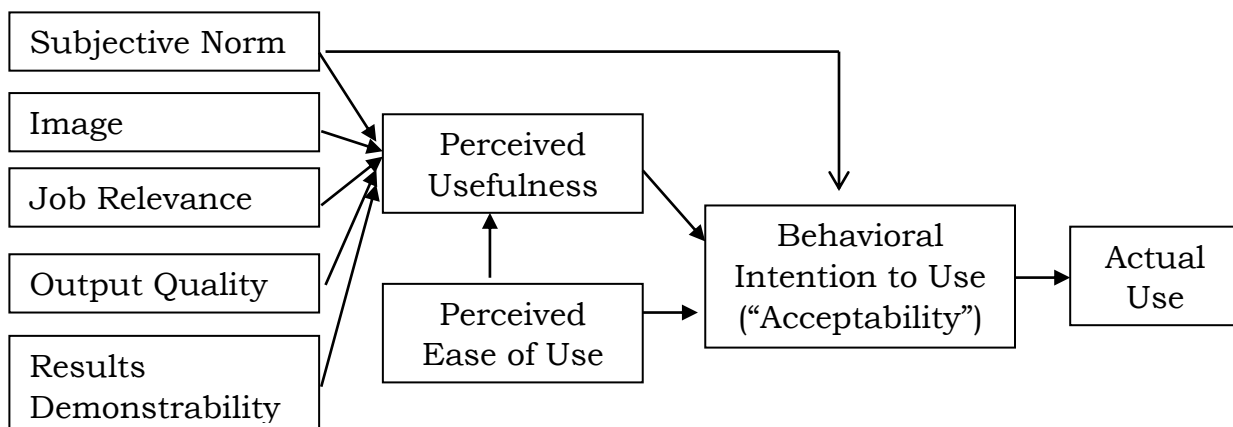 Subjective Norm
Image
Job Relevance
Output Quality
Results
Demonstrability
Perceived
Usefulness
Perceived
Ease of Use
Behavioral
Intention to Use
(“Acceptability”)
Actual
Use